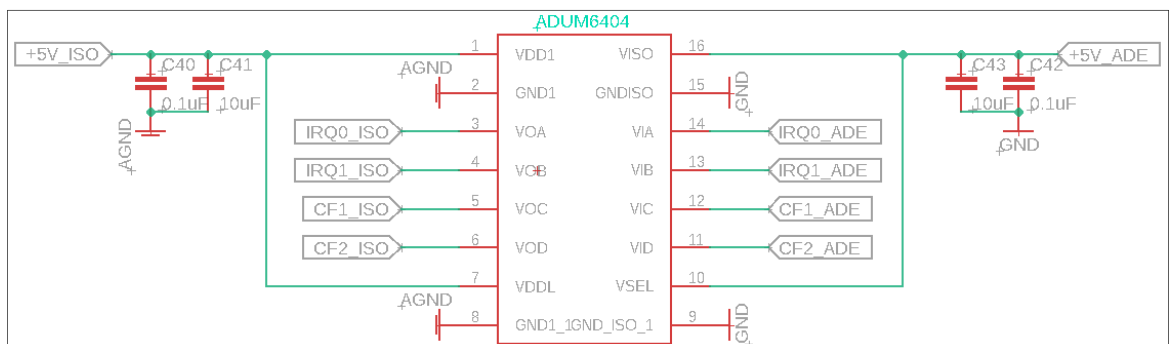 ADUM6404
+5V_ISO
C40
C41
0.1uF
10uF
AGND
1
VDD1
VISO
16
+5V_ADE
C43
C42
10uF
0.1uF
GND
AGND
2
GND1
GNDISO
15
GND
IRQ0_ISO
3
VOA
VIA
14
IRQ0_ADE
IRQ1_ISO
4
VOB
VIB
13
IRQ1_ADE
CF1_ISO
5
VOC
VIC
12
CF1_ADE
CF2_ISO
6
VOD
VID
11
CF2_ADE
7
VDDL
VSEL
10
AGND
8
GND1_1
GND_ISO_1
9
GND